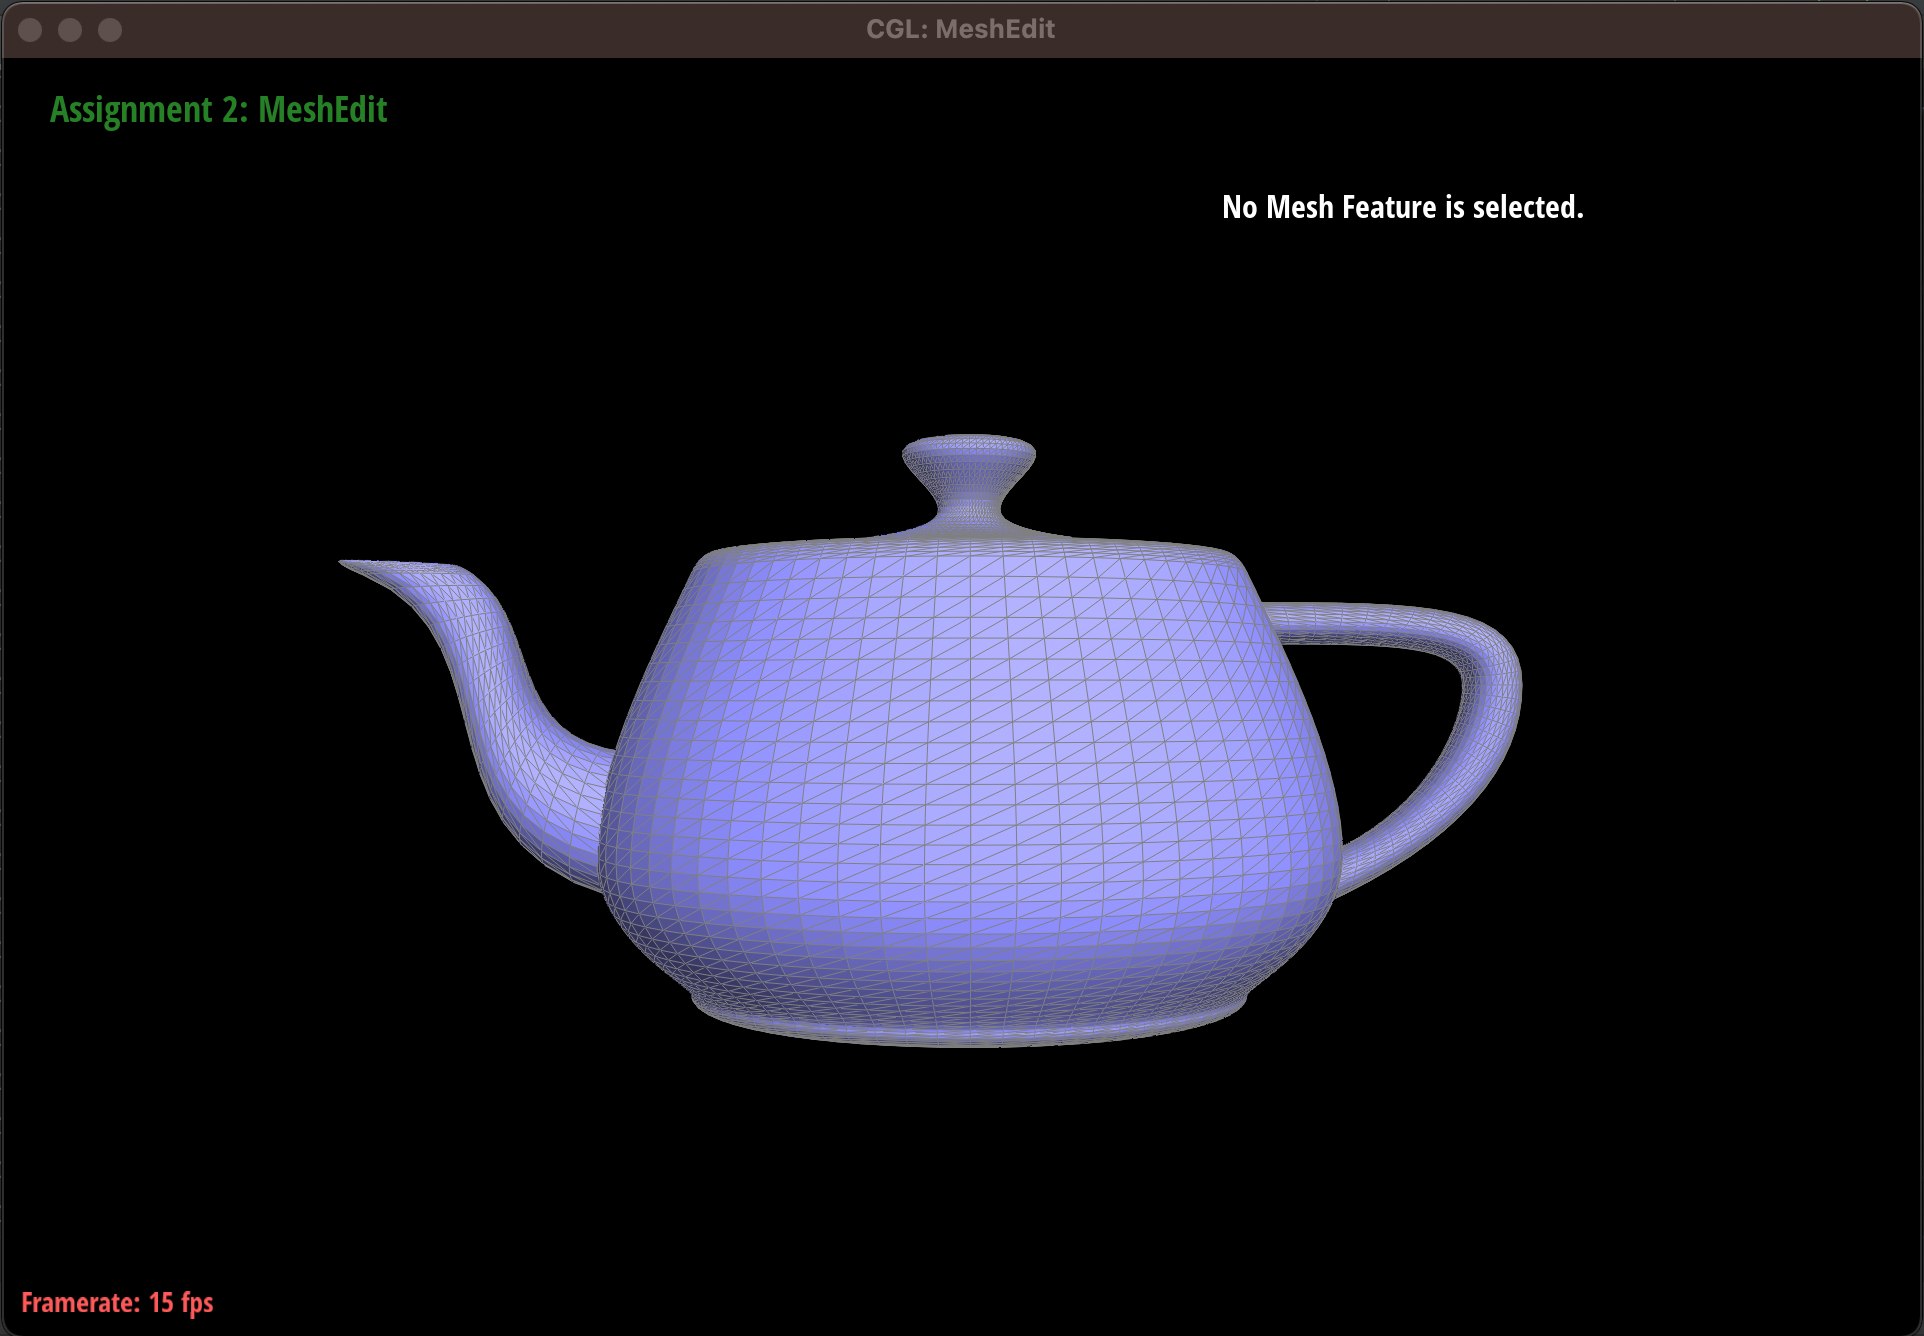 CGL: MeshEdit
Assignment 2: MeshEdit
No Mesh Feature is selected.
Framerate: 15 fps